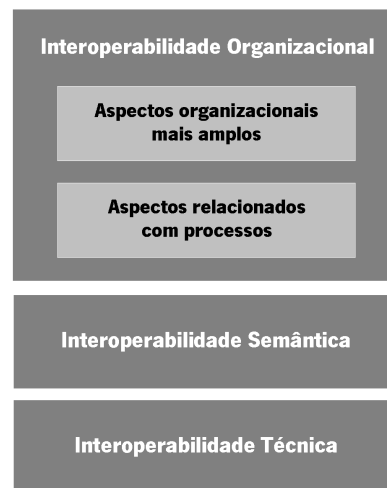 Interoperabilidade Organizacional
Aspectos organizacionais
mais amplos
Aspectos relacionados
com processos
Interoperabilidade Semântica
Interoperabilidade Técnica